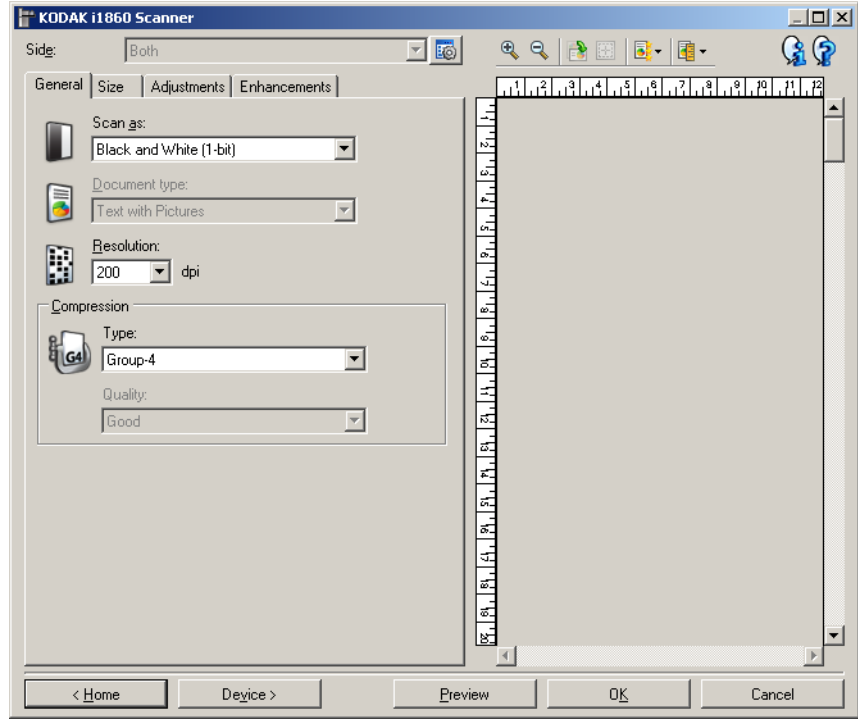 KODAK i1860 Scanner
Side: Both
General Size Adjustments Enhancements
Scan as:
Black and White (1-bit)
Document type:
Text with Pictures
Resolution:
200 dpi
Compression
Type:
G4 Group-4
Quality:
Good
1 2 3 4 5 6 7 8 9 10 11 12
1
2
3
4
5
6
7
8
9
10
11
12
13
14
15
16
17
18
19
20
< Home Device > Preview OK Cancel